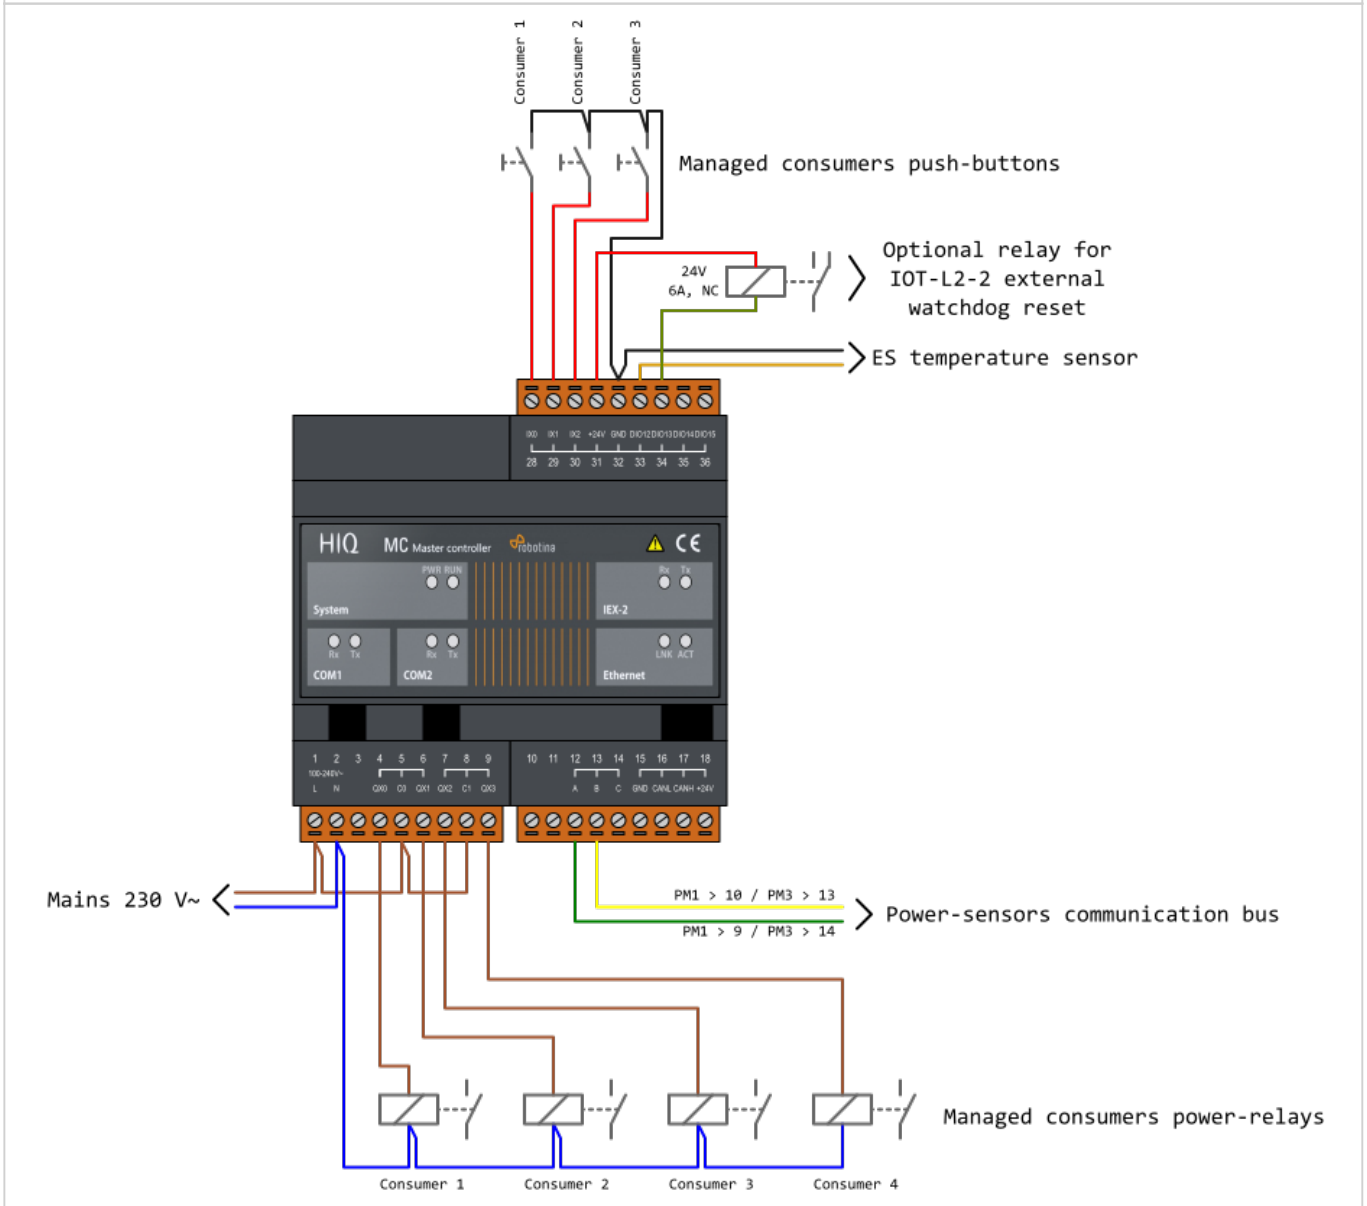 Consumer 1
Consumer 2
Consumer 3
Managed consumers push-buttons
Optional relay for
IOT-L2-2 external
watchdog reset
24V
6A, NC
ES temperature sensor
IX0 IX1 IX2 +24V GND DIO12 DIO13 DIO14 DIO15
28 29 30 31 32 33 34 35 36
HIQ MC Master controller robotina CE
PWR RUN
System
Rx Tx
IEX-2
Rx Tx
COM1
Rx Tx
COM2
LNK ACT
Ethernet
1 2 3 4 5 6 7 8 9 10 11 12 13 14 15 16 17 18
100-240V~
L N QX0 C0 QX1 QX2 C1 QX3 A B C GND CANL CANH +24V
Mains 230 V~
PM1 > 10 / PM3 > 13
Power-sensors communication bus
PM1 > 9 / PM3 > 14
Managed consumers power-relays
Consumer 1
Consumer 2
Consumer 3
Consumer 4